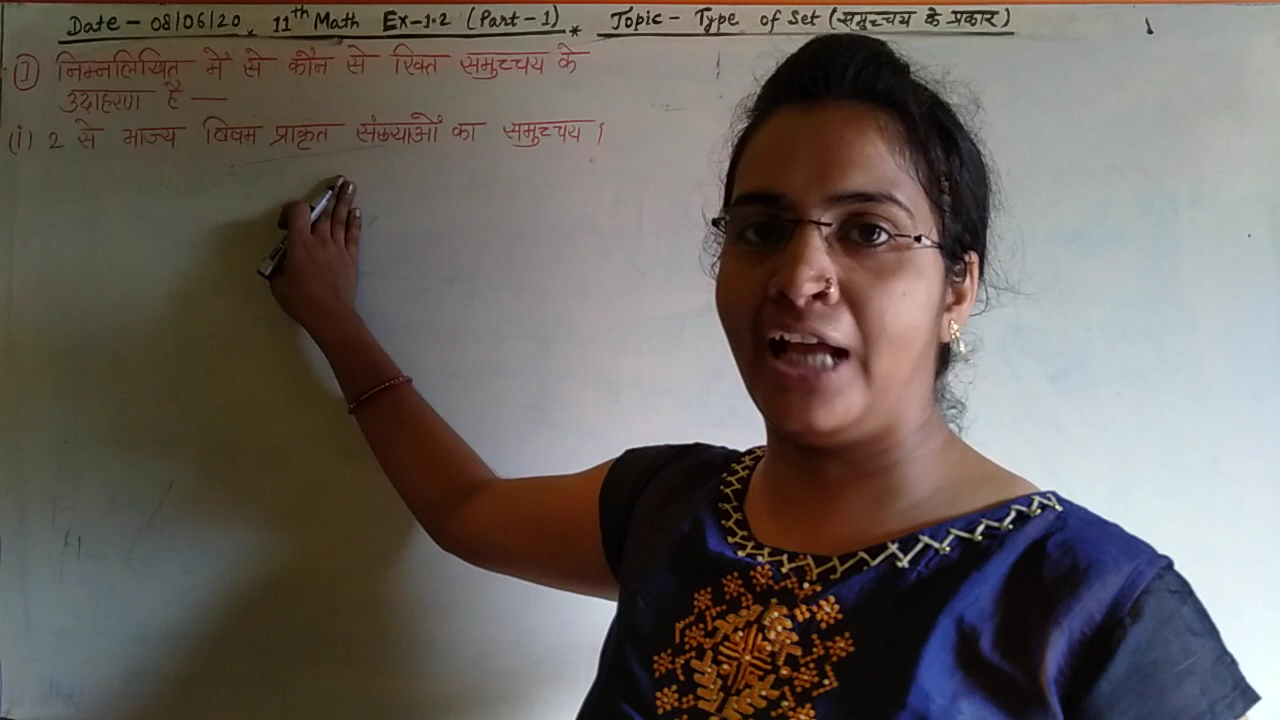 Date - 08/06/20 * 11th Math Ex-1.2 (Part-1) * Topic - Type of Set (समुच्चय के प्रकार)
① निम्नलिखित में से कौन से रिक्त समुच्चय के
उदाहरण है —
(i) 2 से भाज्य विषम प्राकृत संख्याओं का समुच्चय ।